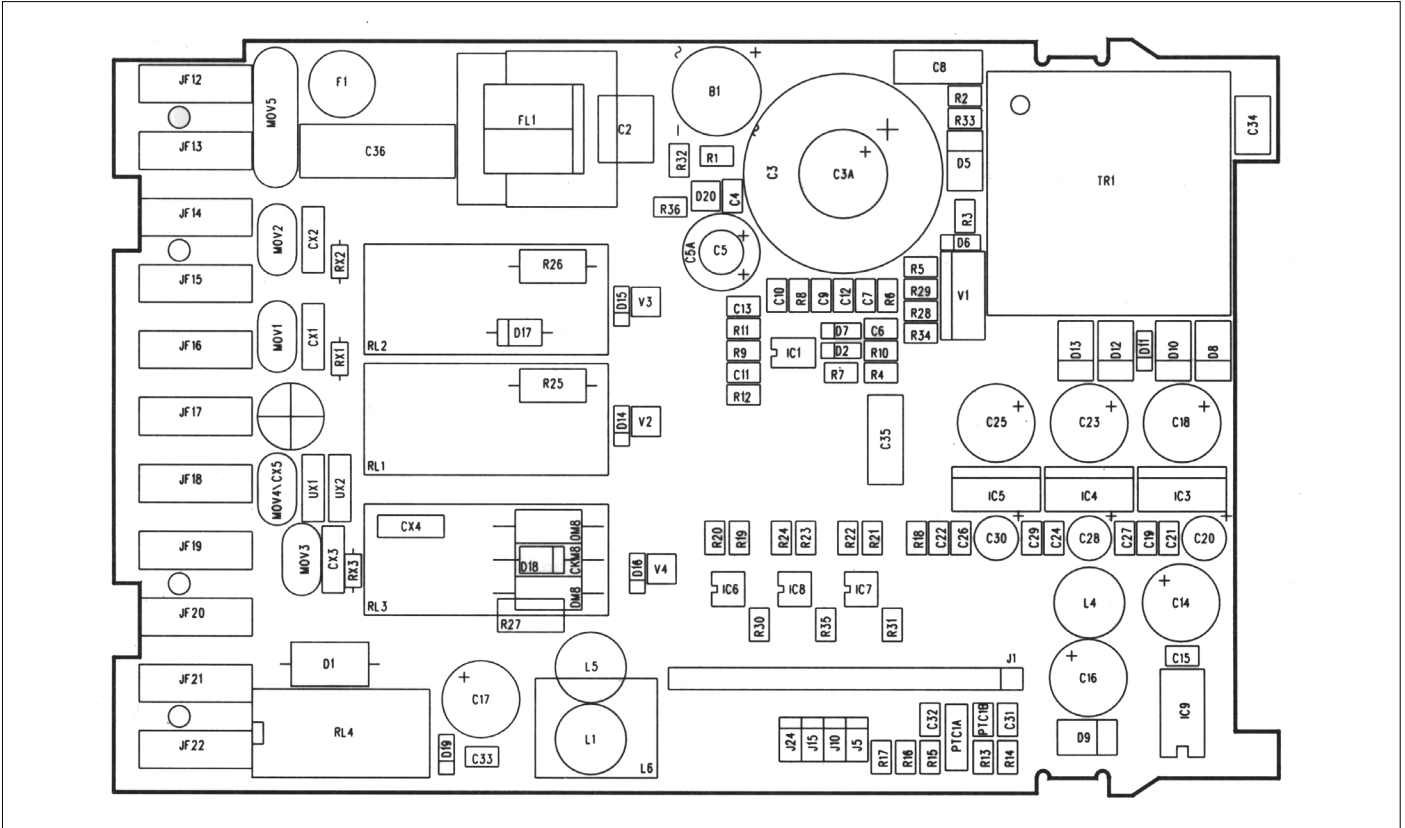 JF12
JF13
JF14
JF15
JF16
JF17
JF18
JF19
JF20
JF21
JF22
MOV5
F1
C36
FL1
C2
B1
~
+
–
~
R32
R1
D20
C4
R36
C5A
C5
+
+
C3
C3A
+
+
C8
R2
R33
D5
R3
D6
V1
TR1
C34
MOV2
CX2
RX2
R26
D17
RL2
D15
V3
MOV1
CX1
RX1
R25
RL1
D14
V2
C10
R8
C9
C12
C7
R6
R5
R29
R28
R34
C13
R11
R9
C11
R12
IC1
D7
D2
R7
C6
R10
R4
C35
D13
D12
D11
D10
D8
C25
+
C23
+
C18
+
IC5
IC4
IC3
MOV4\CX5
UX1
UX2
MOV3
CX3
RX3
CX4
DM8
CKM8
D18
DM8
RL3
R27
D16
V4
R20
R19
R24
R23
R22
R21
R18
C22
C26
C30
+
C29
C24
C28
+
C27
C19
C21
C20
+
IC6
IC8
IC7
R30
R35
R31
L4
C14
+
C16
+
C15
IC9
D9
D1
RL4
D19
C17
+
C33
L5
L1
L6
J1
J24
J15
J10
J5
R17
R16
R15
C32
PTC1A
PTC1B
C31
R13
R14